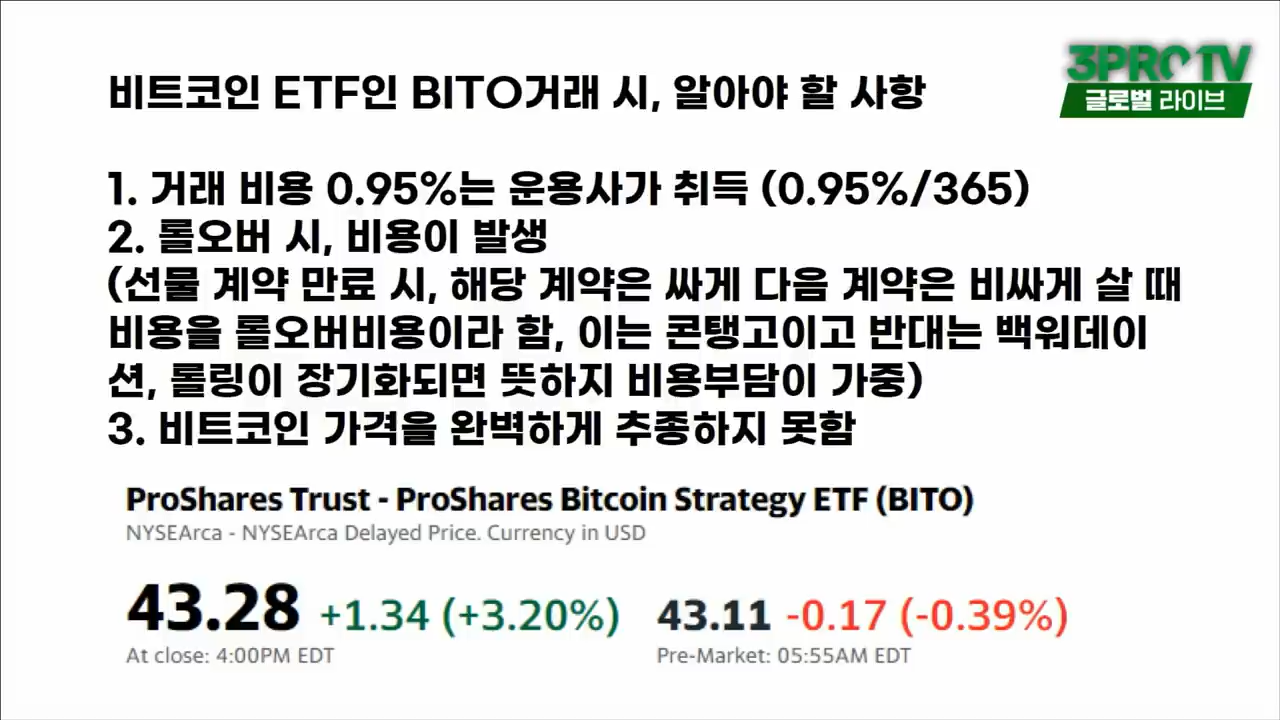 3PRO TV
글로벌 라이브
비트코인 ETF인 BITO거래 시, 알아야 할 사항
1. 거래 비용 0.95%는 운용사가 취득 (0.95%/365)
2. 롤오버 시, 비용이 발생
(선물 계약 만료 시, 해당 계약은 싸게 다음 계약은 비싸게 살 때
비용을 롤오버비용이라 함, 이는 콘탱고이고 반대는 백워데이
션, 롤링이 장기화되면 뜻하지 비용부담이 가중)
3. 비트코인 가격을 완벽하게 추종하지 못함
ProShares Trust - ProShares Bitcoin Strategy ETF (BITO)
NYSEArca - NYSEArca Delayed Price. Currency in USD
43.28 +1.34 (+3.20%) 43.11 -0.17 (-0.39%)
At close: 4:00PM EDT Pre-Market: 05:55AM EDT